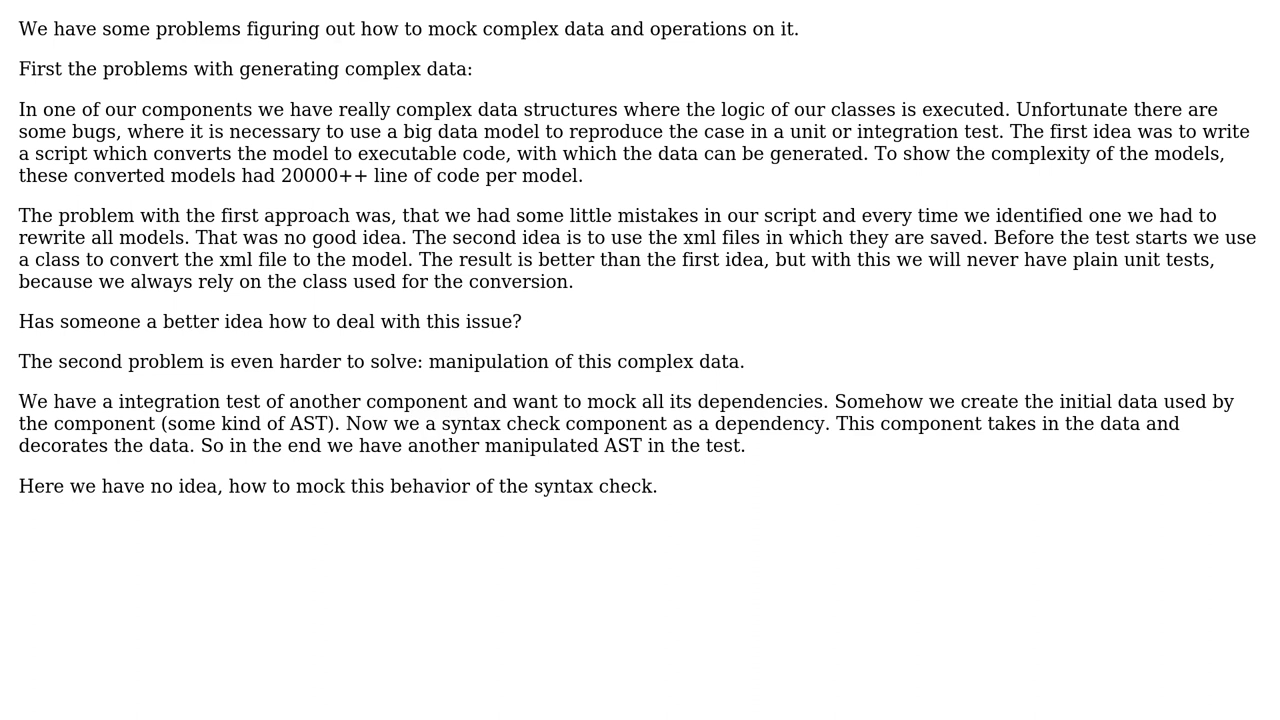 We have some problems figuring out how to mock complex data and operations on it.
First the problems with generating complex data:
In one of our components we have really complex data structures where the logic of our classes is executed. Unfortunate there are
some bugs, where it is necessary to use a big data model to reproduce the case in a unit or integration test. The first idea was to write
a script which converts the model to executable code, with which the data can be generated. To show the complexity of the models,
these converted models had 20000++ line of code per model.
The problem with the first approach was, that we had some little mistakes in our script and every time we identified one we had to
rewrite all models. That was no good idea. The second idea is to use the xml files in which they are saved. Before the test starts we use
a class to convert the xml file to the model. The result is better than the first idea, but with this we will never have plain unit tests,
because we always rely on the class used for the conversion.
Has someone a better idea how to deal with this issue?
The second problem is even harder to solve: manipulation of this complex data.
We have a integration test of another component and want to mock all its dependencies. Somehow we create the initial data used by
the component (some kind of AST). Now we a syntax check component as a dependency. This component takes in the data and
decorates the data. So in the end we have another manipulated AST in the test.
Here we have no idea, how to mock this behavior of the syntax check.